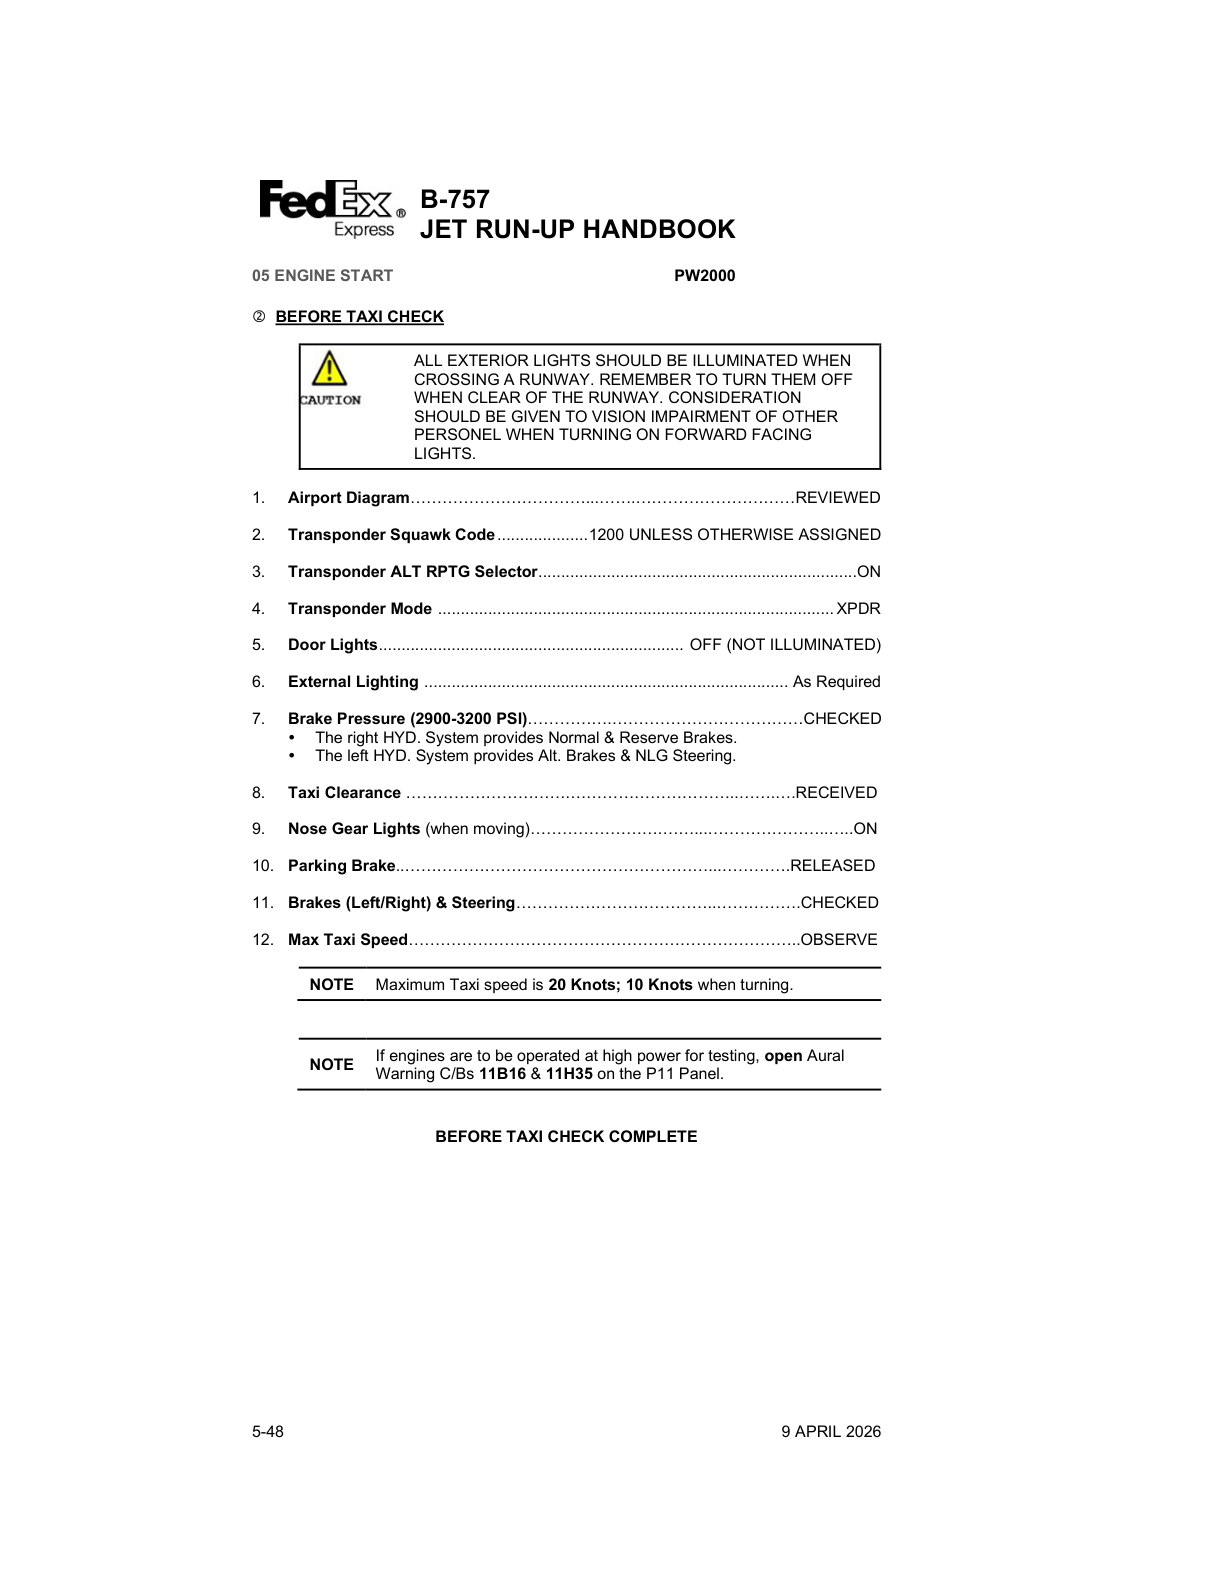 FedEx ® B-757
Express JET RUN-UP HANDBOOK
05 ENGINE START PW2000
② BEFORE TAXI CHECK
ALL EXTERIOR LIGHTS SHOULD BE ILLUMINATED WHEN
CROSSING A RUNWAY. REMEMBER TO TURN THEM OFF
CAUTION WHEN CLEAR OF THE RUNWAY. CONSIDERATION
SHOULD BE GIVEN TO VISION IMPAIRMENT OF OTHER
PERSONEL WHEN TURNING ON FORWARD FACING
LIGHTS.
1. Airport Diagram……………………………...…….…………………………REVIEWED
2. Transponder Squawk Code....................1200 UNLESS OTHERWISE ASSIGNED
3. Transponder ALT RPTG Selector......................................................................ON
4. Transponder Mode ....................................................................................... XPDR
5. Door Lights................................................................... OFF (NOT ILLUMINATED)
6. External Lighting ................................................................................ As Required
7. Brake Pressure (2900-3200 PSI)…………….………………………………CHECKED
• The right HYD. System provides Normal & Reserve Brakes.
• The left HYD. System provides Alt. Brakes & NLG Steering.
8. Taxi Clearance ………………………….…………………………..…….….RECEIVED
9. Nose Gear Lights (when moving)…………………….……...…………………..…..ON
10. Parking Brake..…………………………………………………...………….RELEASED
11. Brakes (Left/Right) & Steering………………………………..…………….CHECKED
12. Max Taxi Speed………………………………………………………………..OBSERVE
NOTE Maximum Taxi speed is 20 Knots; 10 Knots when turning.
NOTE If engines are to be operated at high power for testing, open Aural
Warning C/Bs 11B16 & 11H35 on the P11 Panel.
BEFORE TAXI CHECK COMPLETE
5-48 9 APRIL 2026